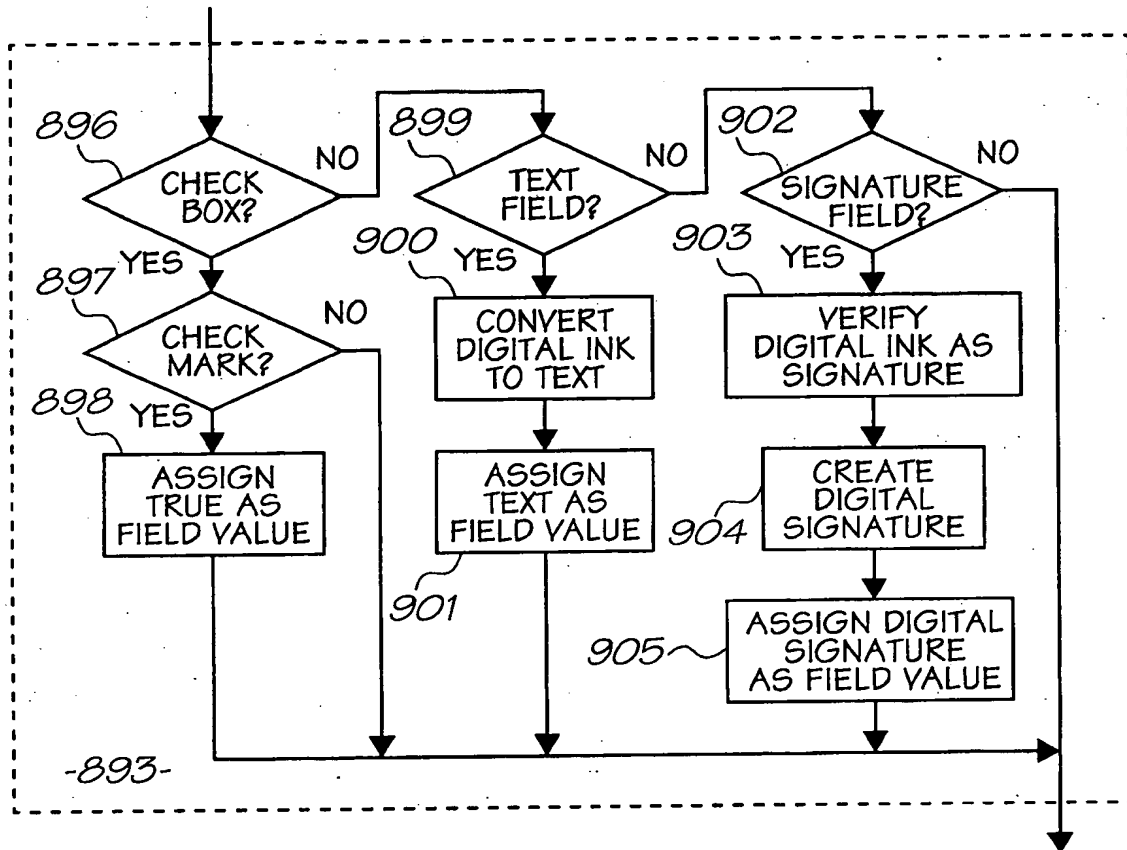 896
CHECK
BOX?
NO
YES
897
CHECK
MARK?
NO
YES
898
ASSIGN
TRUE AS
FIELD VALUE
899
TEXT
FIELD?
NO
YES
900
CONVERT
DIGITAL INK
TO TEXT
ASSIGN
TEXT AS
FIELD VALUE
901
902
SIGNATURE
FIELD?
NO
YES
903
VERIFY
DIGITAL INK AS
SIGNATURE
CREATE
DIGITAL
SIGNATURE
904
ASSIGN DIGITAL
SIGNATURE
AS FIELD VALUE
905
-893-